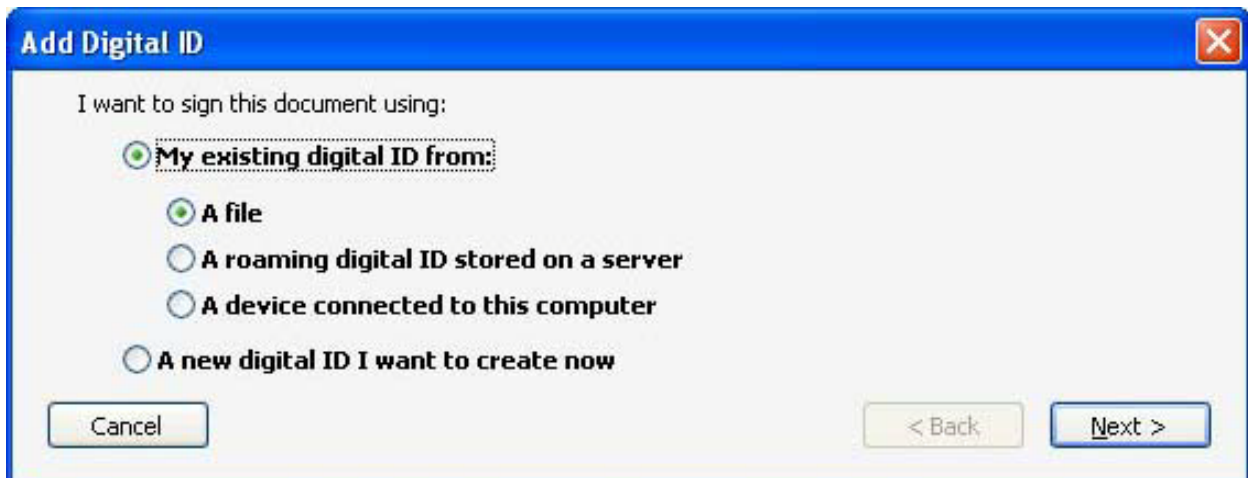 Add Digital ID
I want to sign this document using:
My existing digital ID from:
A file
A roaming digital ID stored on a server
A device connected to this computer
A new digital ID I want to create now
Cancel
< Back
Next >